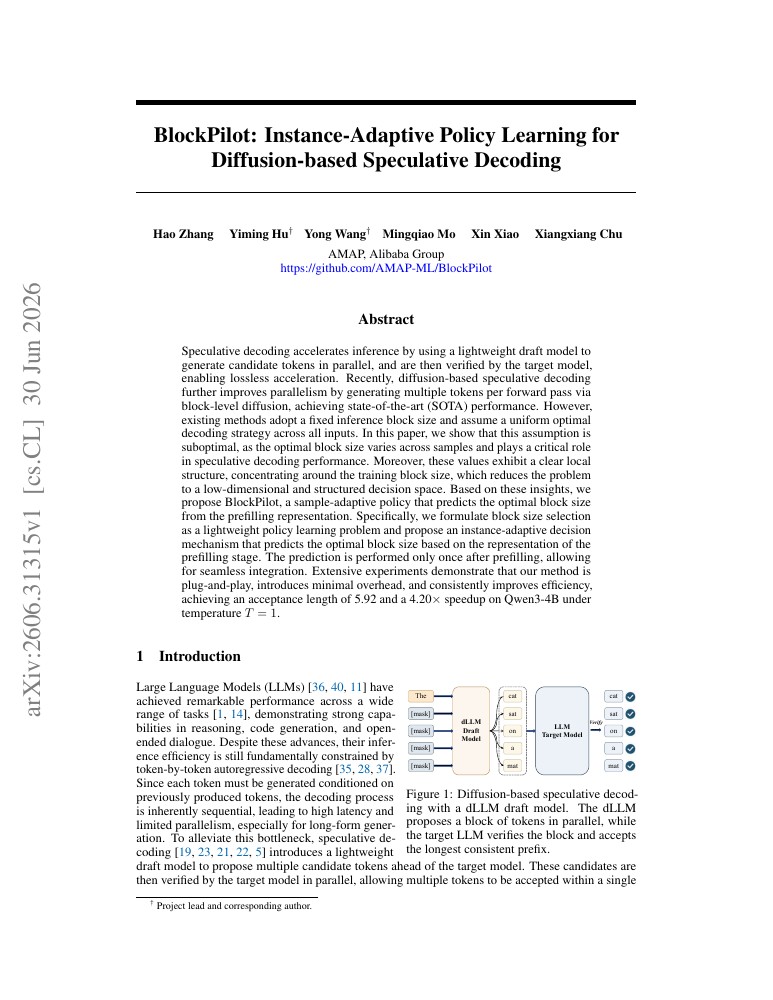 arXiv:2606.31315v1 [cs.CL] 30 Jun 2026
BlockPilot: Instance-Adaptive Policy Learning for
Diffusion-based Speculative Decoding
Hao Zhang Yiming Hu† Yong Wang† Mingqiao Mo Xin Xiao Xiangxiang Chu
AMAP, Alibaba Group
https://github.com/AMAP-ML/BlockPilot
Abstract
Speculative decoding accelerates inference by using a lightweight draft model to
generate candidate tokens in parallel, and are then verified by the target model,
enabling lossless acceleration. Recently, diffusion-based speculative decoding
further improves parallelism by generating multiple tokens per forward pass via
block-level diffusion, achieving state-of-the-art (SOTA) performance. However,
existing methods adopt a fixed inference block size and assume a uniform optimal
decoding strategy across all inputs. In this paper, we show that this assumption is
suboptimal, as the optimal block size varies across samples and plays a critical role
in speculative decoding performance. Moreover, these values exhibit a clear local
structure, concentrating around the training block size, which reduces the problem
to a low-dimensional and structured decision space. Based on these insights, we
propose BlockPilot, a sample-adaptive policy that predicts the optimal block size
from the prefilling representation. Specifically, we formulate block size selection
as a lightweight policy learning problem and propose an instance-adaptive decision
mechanism that predicts the optimal block size based on the representation of the
prefilling stage. The prediction is performed only once after prefilling, allowing
for seamless integration. Extensive experiments demonstrate that our method is
plug-and-play, introduces minimal overhead, and consistently improves efficiency,
achieving an acceptance length of 5.92 and a 4.20× speedup on Qwen3-4B under
temperature T = 1.
1 Introduction
Large Language Models (LLMs) [36, 40, 11] have
achieved remarkable performance across a wide
range of tasks [1, 14], demonstrating strong capa-
bilities in reasoning, code generation, and open-
ended dialogue. Despite these advances, their infer-
ence efficiency is still fundamentally constrained by
token-by-token autoregressive decoding [35, 28, 37].
Since each token must be generated conditioned on
previously produced tokens, the decoding process
is inherently sequential, leading to high latency and
limited parallelism, especially for long-form gener-
ation. To alleviate this bottleneck, speculative de-
coding [19, 23, 21, 22, 5] introduces a lightweight
The
[mask]
[mask]
[mask]
[mask]
dLLM
Draft
Model
cat
sat
on
a
mat
LLM
Target Model
Verify
cat
sat
on
a
mat
Figure 1: Diffusion-based speculative decod-
ing with a dLLM draft model. The dLLM
proposes a block of tokens in parallel, while
the target LLM verifies the block and accepts
the longest consistent prefix.
draft model to propose multiple candidate tokens ahead of the target model. These candidates are
then verified by the target model in parallel, allowing multiple tokens to be accepted within a single
† Project lead and corresponding author.